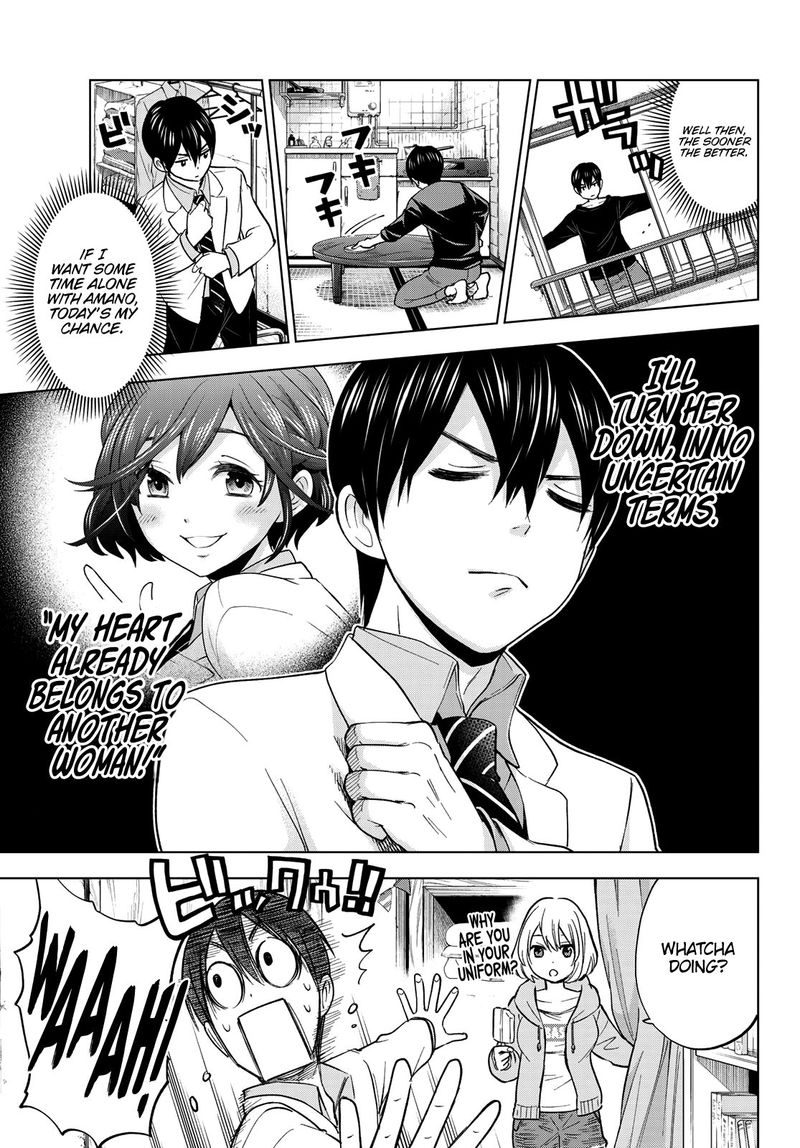 WELL THEN,
THE SOONER
THE BETTER.
ガラッ
フキ
フキ
ビシッ
IF I
WANT SOME
TIME ALONE
WITH AMANO,
TODAY'S MY
CHANCE.
I'LL
TURN HER
DOWN, IN NO
UNCERTAIN
TERMS.
"MY HEART
ALREADY
BELONGS TO
ANOTHER
WOMAN!"
WHATCHA
DOING?
WHY
ARE YOU
IN YOUR
UNIFORM?
ビックゥ!!
WAAAH!